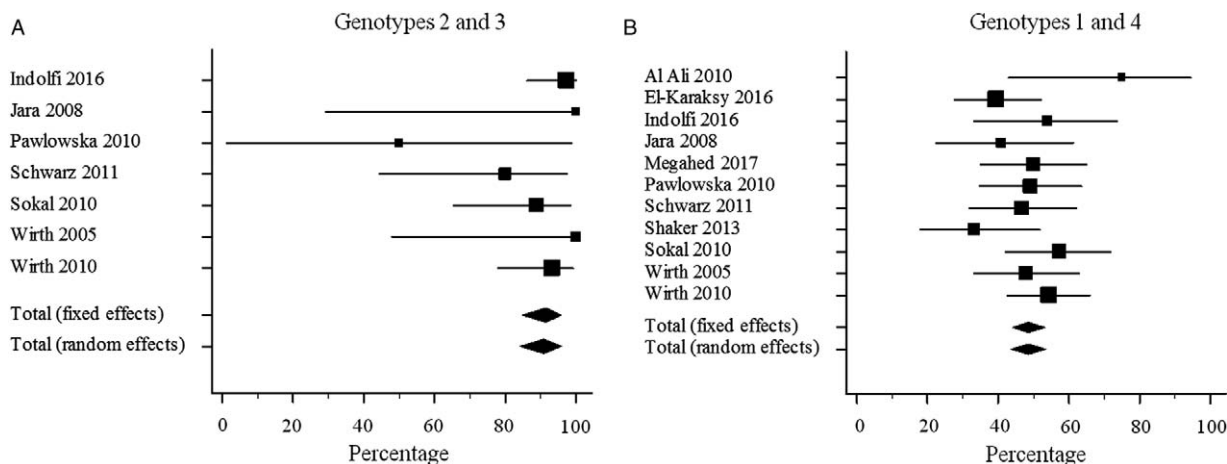 A
Genotypes 2 and 3
Indolfi 2016
Jara 2008
Pawlowska 2010
Schwarz 2011
Sokal 2010
Wirth 2005
Wirth 2010
Total (fixed effects)
Total (random effects)
0 20 40 60 80 100
Percentage
B
Genotypes 1 and 4
Al Ali 2010
El-Karaksy 2016
Indolfi 2016
Jara 2008
Megahed 2017
Pawlowska 2010
Schwarz 2011
Shaker 2013
Sokal 2010
Wirth 2005
Wirth 2010
Total (fixed effects)
Total (random effects)
0 20 40 60 80 100
Percentage